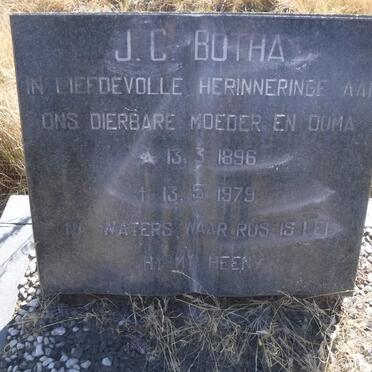 J.C. BOTHA
IN LIEFDEVOLLE HERINNERINGE AAN
ONS DIERBARE MOEDER EN OUMA
* 13.3.1896
† 13.5.1979
NA WATERS WAAR RUS IS LEI
HY MY HEEN